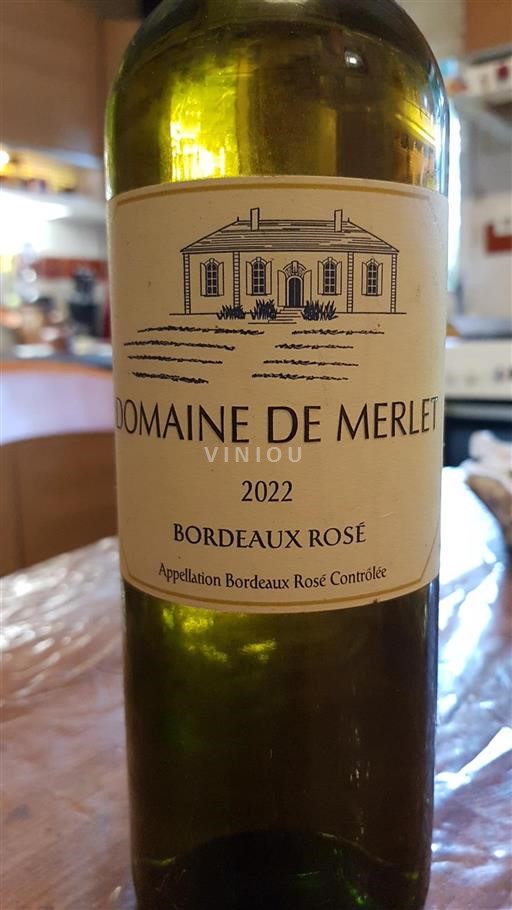 DOMAINE DE MERLET
VINIOU
2022
BORDEAUX ROSÉ
Appellation Bordeaux Rosé Contrôlée